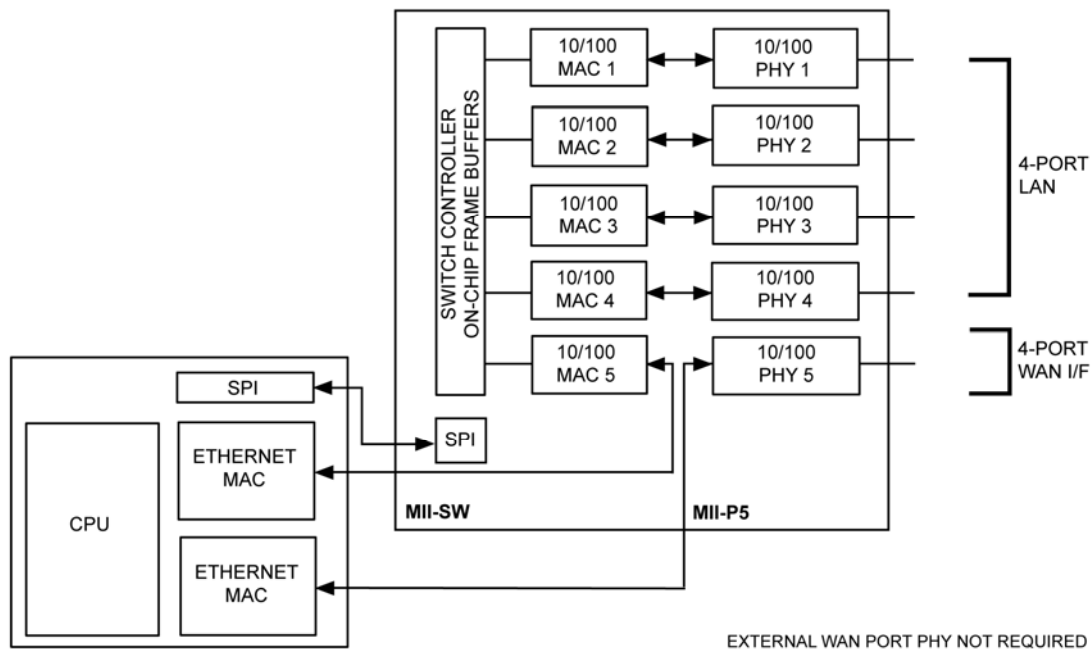 10/100
MAC 1
10/100
PHY 1
10/100
MAC 2
10/100
PHY 2
10/100
MAC 3
10/100
PHY 3
10/100
MAC 4
10/100
PHY 4
10/100
MAC 5
10/100
PHY 5
SWITCH CONTROLLER
ON-CHIP FRAME BUFFERS
4-PORT
LAN
4-PORT
WAN I/F
SPI
SPI
ETHERNET
MAC
CPU
ETHERNET
MAC
MII-SW
MII-P5
EXTERNAL WAN PORT PHY NOT REQUIRED